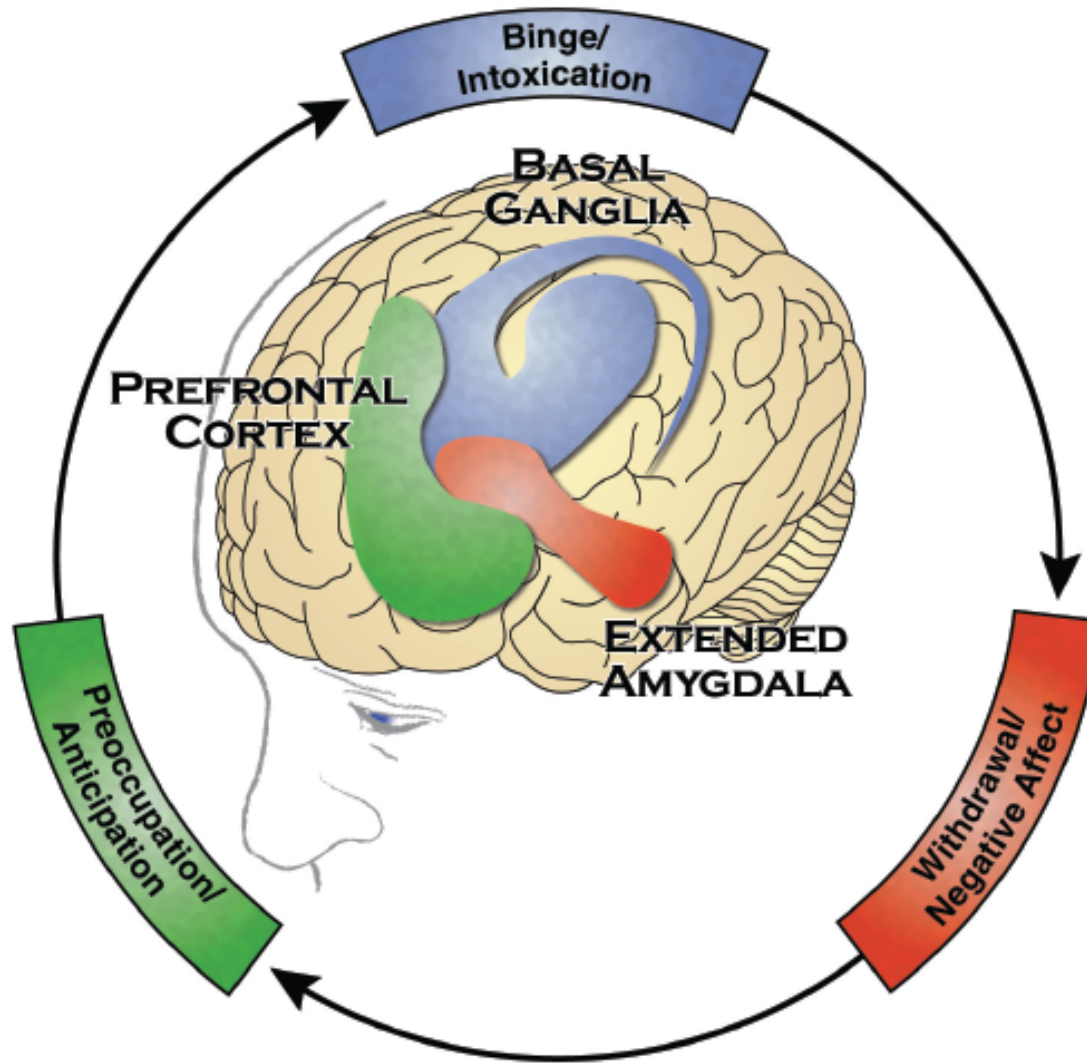 Binge/
Intoxication
BASAL
GANGLIA
PREFRONTAL
CORTEX
EXTENDED
AMYGDALA
Withdrawal/
Negative Affect
Preoccupation/
Anticipation